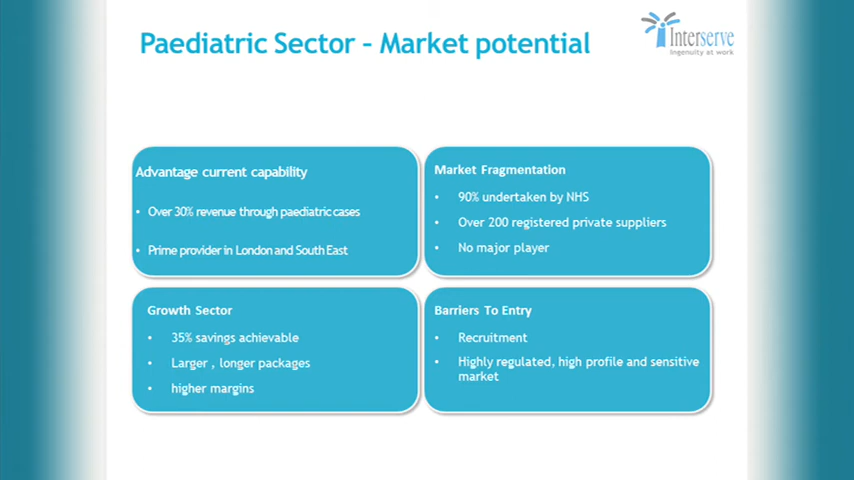 Paediatric Sector – Market potential
Interserve
Ingenuity at work
Advantage current capability
• Over 30% revenue through paediatric cases
• Prime provider in London and South East
Market Fragmentation
• 90% undertaken by NHS
• Over 200 registered private suppliers
• No major player
Growth Sector
• 35% savings achievable
• Larger , longer packages
• higher margins
Barriers To Entry
• Recruitment
• Highly regulated, high profile and sensitive
market